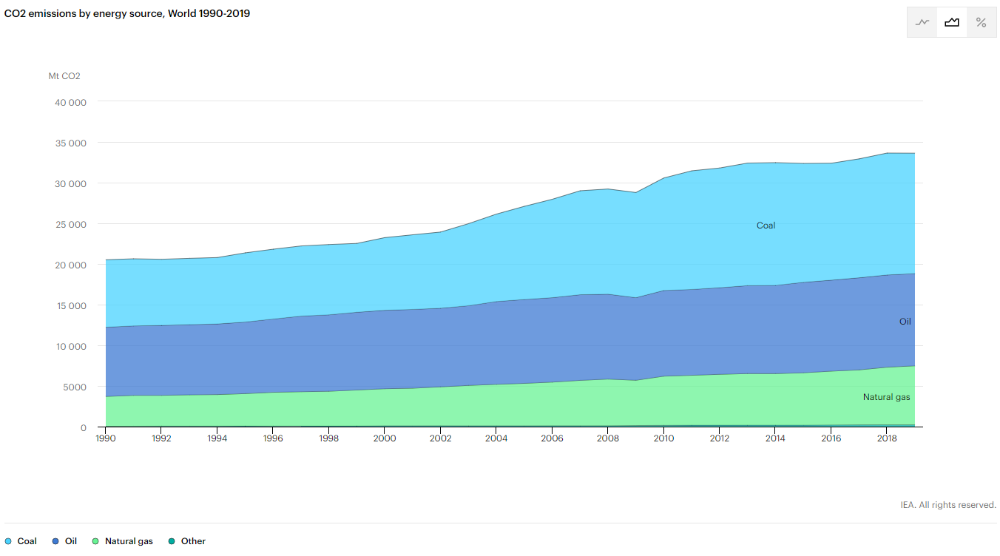 CO2 emissions by energy source, World 1990-2019
%
Mt CO2
40 000
35 000
30 000
25 000
20 000
15 000
10 000
5000
0
Coal
Oil
Natural gas
1990 1992 1994 1996 1998 2000 2002 2004 2006 2008 2010 2012 2014 2016 2018
IEA. All rights reserved.
Coal Oil Natural gas Other